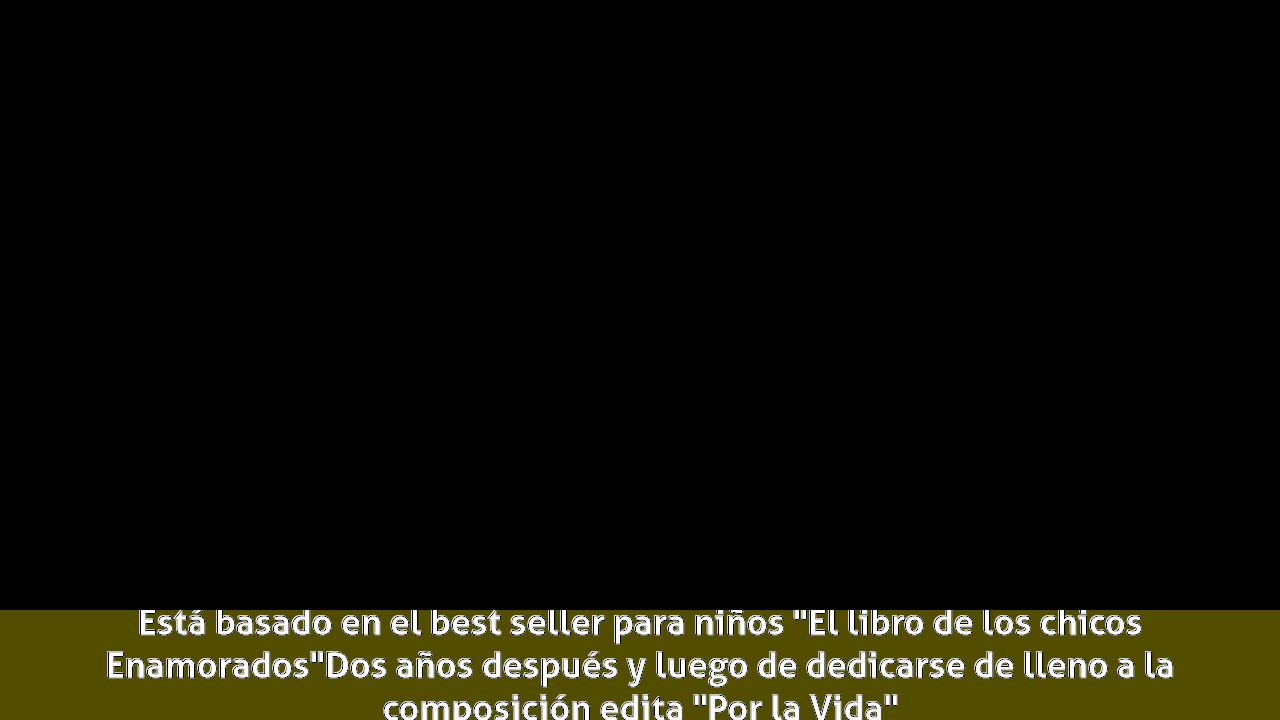 Está basado en el best seller para niños "El libro de los chicos
Enamorados"Dos años después y luego de dedicarse de lleno a la
composición edita "Por la Vida"